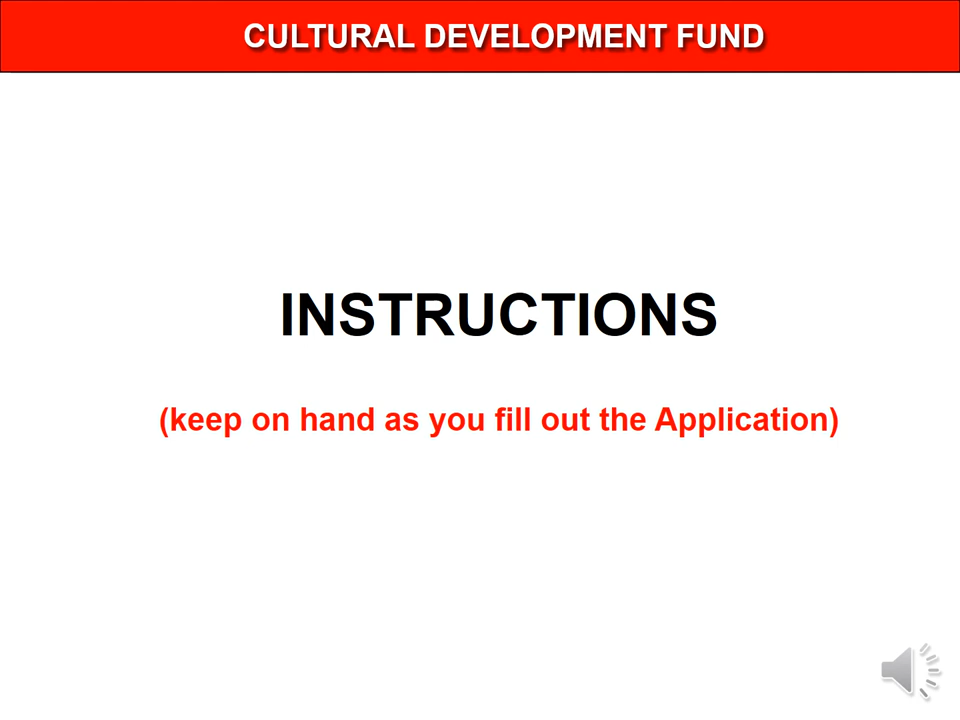 CULTURAL DEVELOPMENT FUND
INSTRUCTIONS
(keep on hand as you fill out the Application)